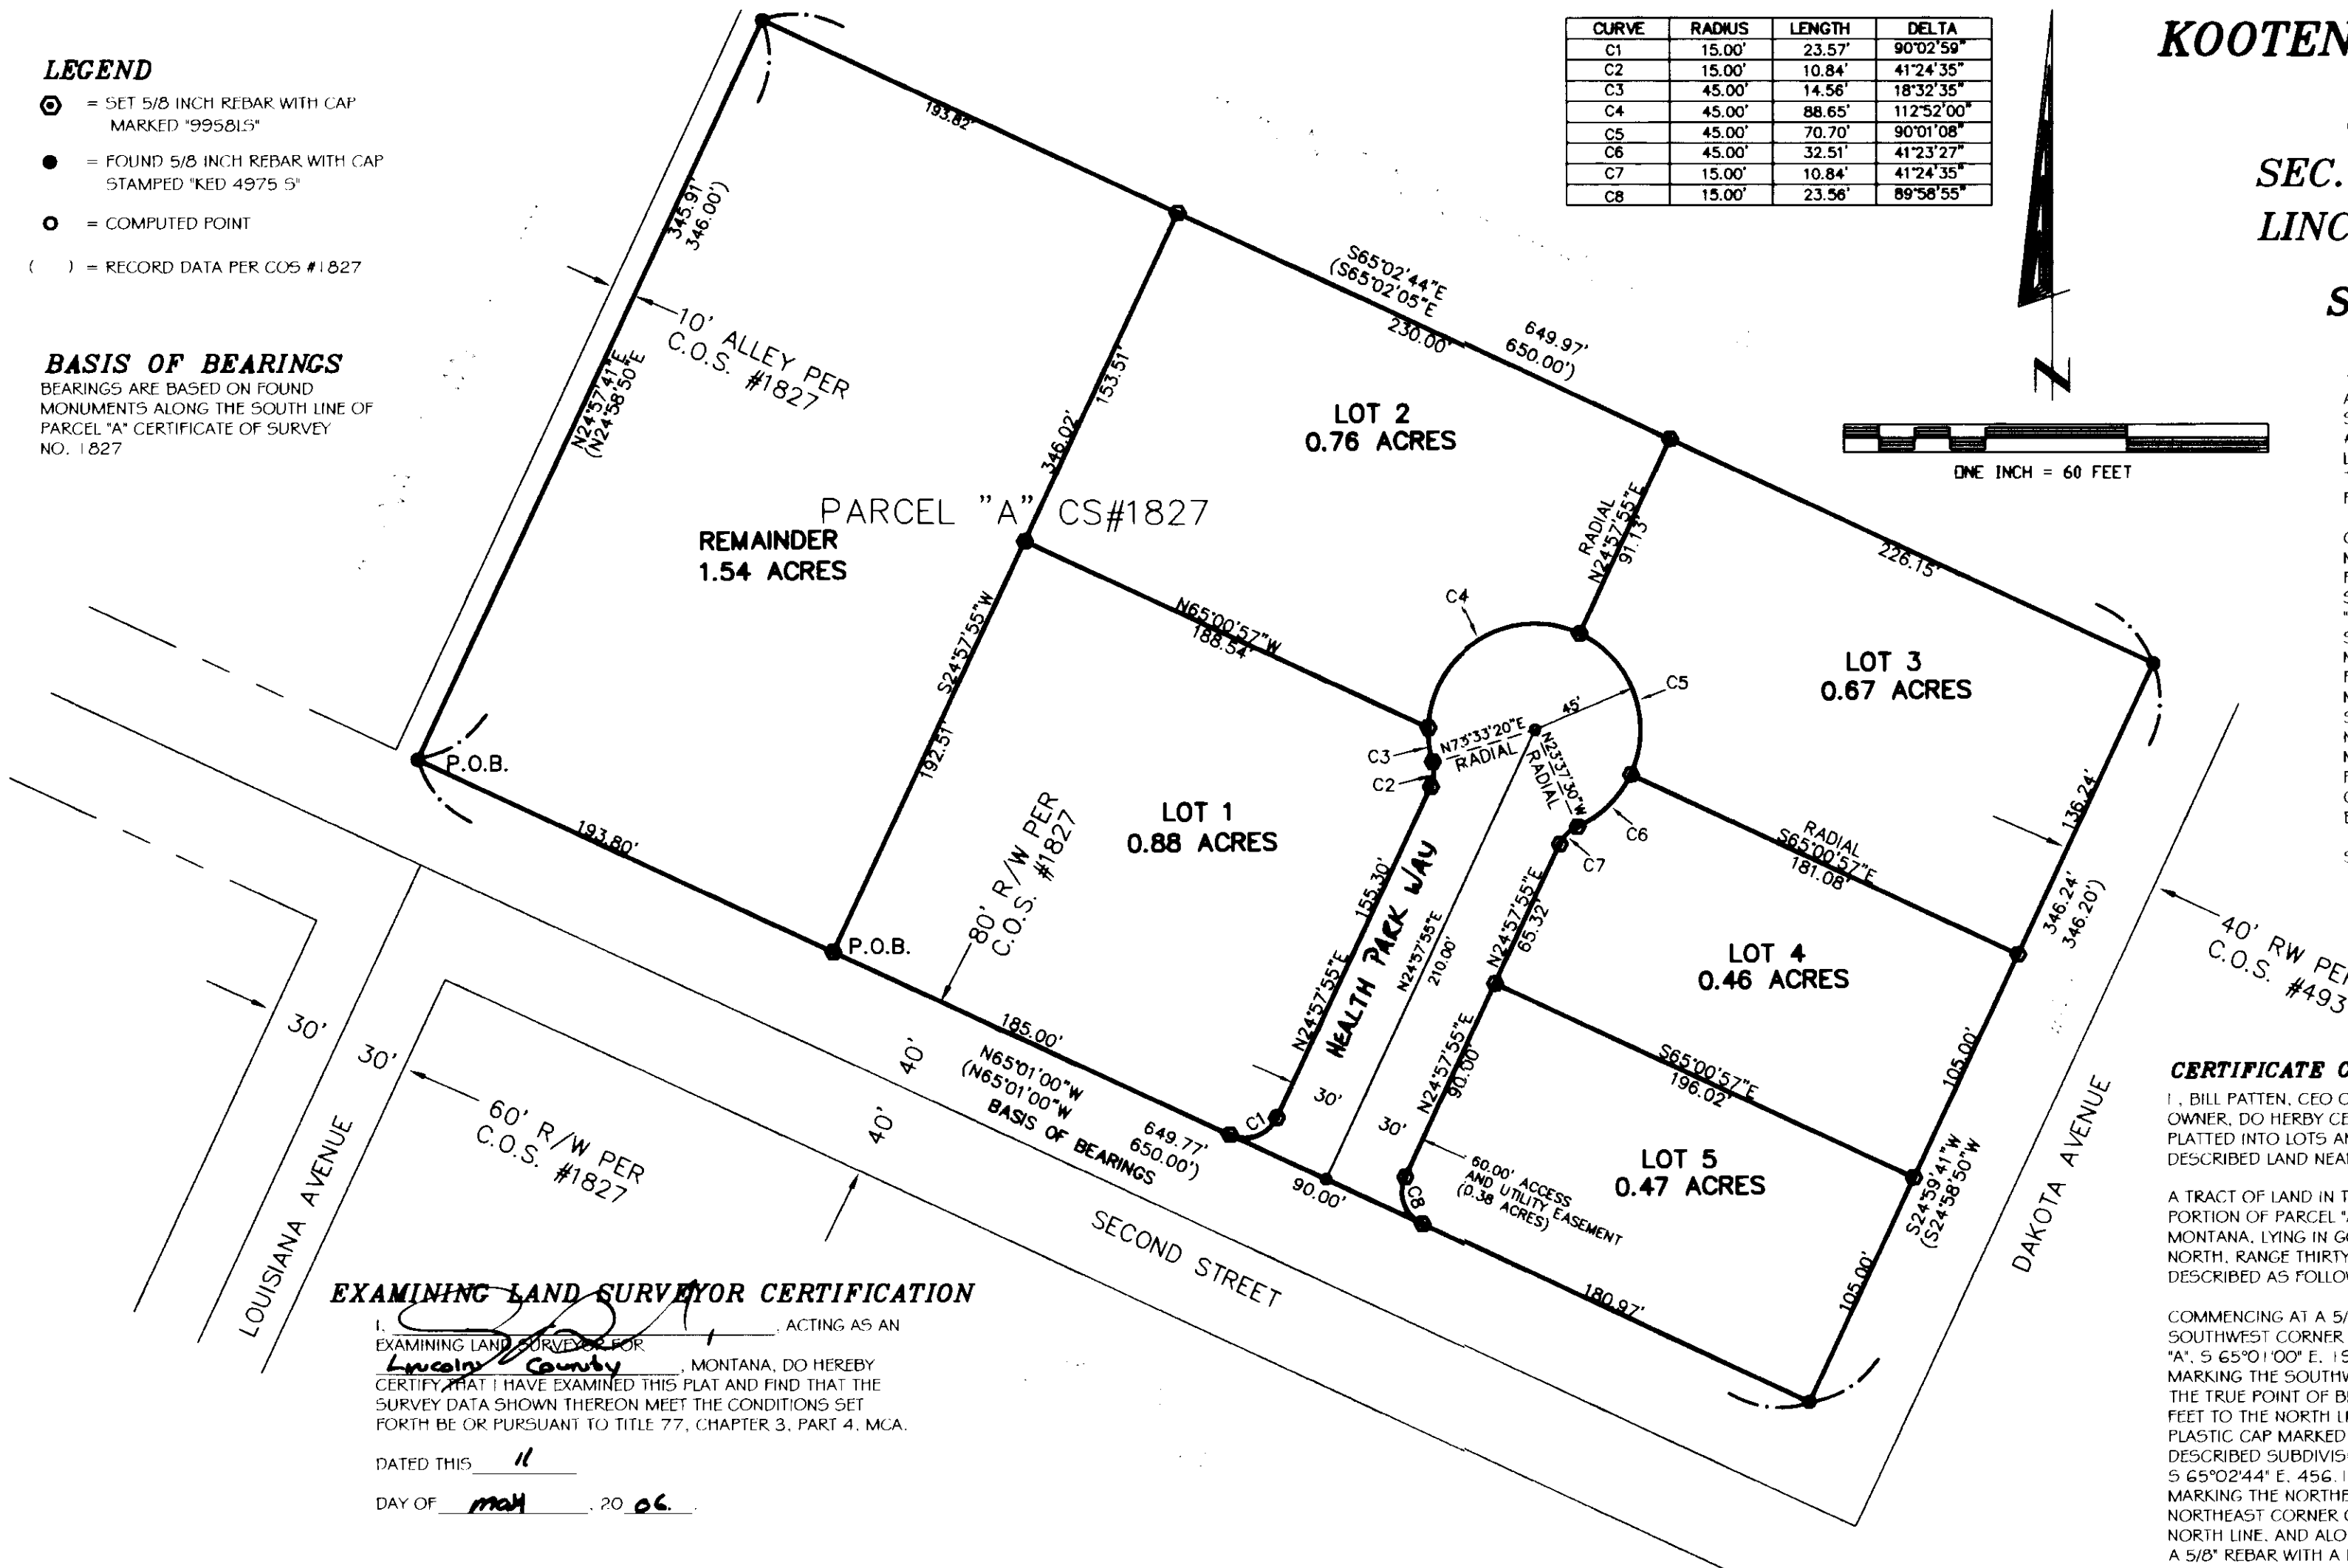 LEGEND
= SET 5/8 INCH REBAR WITH CAP
MARKED "9958LS"
= FOUND 5/8 INCH REBAR WITH CAP
STAMPED "KED 4975 S"
= COMPUTED POINT
( ) = RECORD DATA PER COS #1827
BASIS OF BEARINGS
BEARINGS ARE BASED ON FOUND
MONUMENTS ALONG THE SOUTH LINE OF
PARCEL "A" CERTIFICATE OF SURVEY
NO. 1827
CURVE RADIUS LENGTH DELTA
C1 15.00' 23.57' 90°02'59"
C2 15.00' 10.84' 41°24'35"
C3 45.00' 14.56' 18°32'35"
C4 45.00' 88.65' 112°52'00"
C5 45.00' 70.70' 90°01'08"
C6 45.00' 32.51' 41°23'27"
C7 15.00' 10.84' 41°24'35"
C8 15.00' 23.56' 89°58'55"
KOOTEN
SEC.
LINC
S
N
ONE INCH = 60 FEET
193.82'
345.91'
346.00')
N24°57'41"E
(N24°58'50"E
10' ALLEY PER
C.O.S. #1827
153.51'
346.02'
S65°02'44"E
(S65°02'05"E
230.00'
649.97'
650.00')
LOT 2
0.76 ACRES
PARCEL "A" CS#1827
REMAINDER
1.54 ACRES
RADIAL
N24°57'55"E
91.13'
226.15'
LOT 3
0.67 ACRES
S24°57'55"W
192.51'
N65°00'57"W
188.54'
C4
C5
45'
C3
C2
N73°33'20"E
RADIAL
N23°37'30"W
RADIAL
C6
C7
P.O.B.
193.80'
P.O.B.
LOT 1
0.88 ACRES
80' R/W PER
C.O.S. #1827
155.30'
N24°57'55"E
HEALTH PARK WAY
N24°57'55"E
210.00'
N24°57'55"E
65.32'
RADIAL
S65°00'57"E
181.08'
136.24'
346.24'
346.20')
40' RW PE
C.O.S. #493
LOT 4
0.46 ACRES
N24°57'55"E
90.00'
S65°00'57"E
196.02'
105.00'
LOT 5
0.47 ACRES
S24°59'41"W
(S24°58'50"W
105.00'
DAKOTA AVENUE
185.00'
N65°01'00"W
(N65°01'00"W
BASIS OF BEARINGS
649.77'
650.00')
C1
30'
30'
90.00'
C8
60.00' ACCESS
AND UTILITY EASEMENT
(0.38 ACRES)
180.97'
SECOND STREET
40'
40'
30'
30'
60' R/W PER
C.O.S. #1827
LOUISIANA AVENUE
EXAMINING LAND SURVEYOR CERTIFICATION
I, , ACTING AS AN
EXAMINING LAND SURVEYOR FOR
Lincoln County, MONTANA, DO HEREBY
CERTIFY THAT I HAVE EXAMINED THIS PLAT AND FIND THAT THE
SURVEY DATA SHOWN THEREON MEET THE CONDITIONS SET
FORTH BE OR PURSUANT TO TITLE 77, CHAPTER 3, PART 4, MCA.
DATED THIS 11
DAY OF may , 20 06.
CERTIFICATE O
I, BILL PATTEN, CEO O
OWNER, DO HERBY CE
PLATTED INTO LOTS A
DESCRIBED LAND NEA
A TRACT OF LAND IN T
PORTION OF PARCEL "
MONTANA, LYING IN G
NORTH, RANGE THIRTY
DESCRIBED AS FOLLO
COMMENCING AT A 5/
SOUTHWEST CORNER
"A", S 65°01'00" E, 19
MARKING THE SOUTHW
THE TRUE POINT OF B
FEET TO THE NORTH L
PLASTIC CAP MARKED
DESCRIBED SUBDIVIS
S 65°02'44" E, 456.1
MARKING THE NORTHE
NORTHEAST CORNER
NORTH LINE, AND ALO
A 5/8" REBAR WITH A